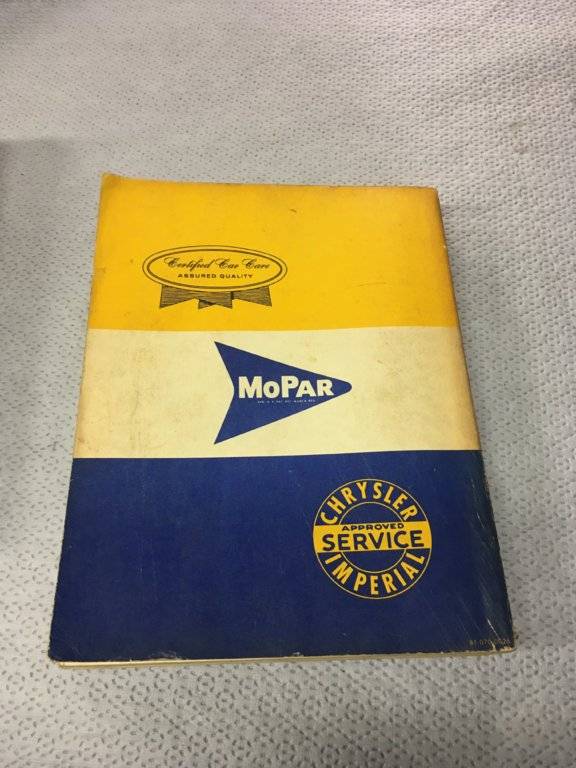 Certified Car Care
ASSURED QUALITY
MOPAR
CHRYSLER
APPROVED
SERVICE
IMPERIAL